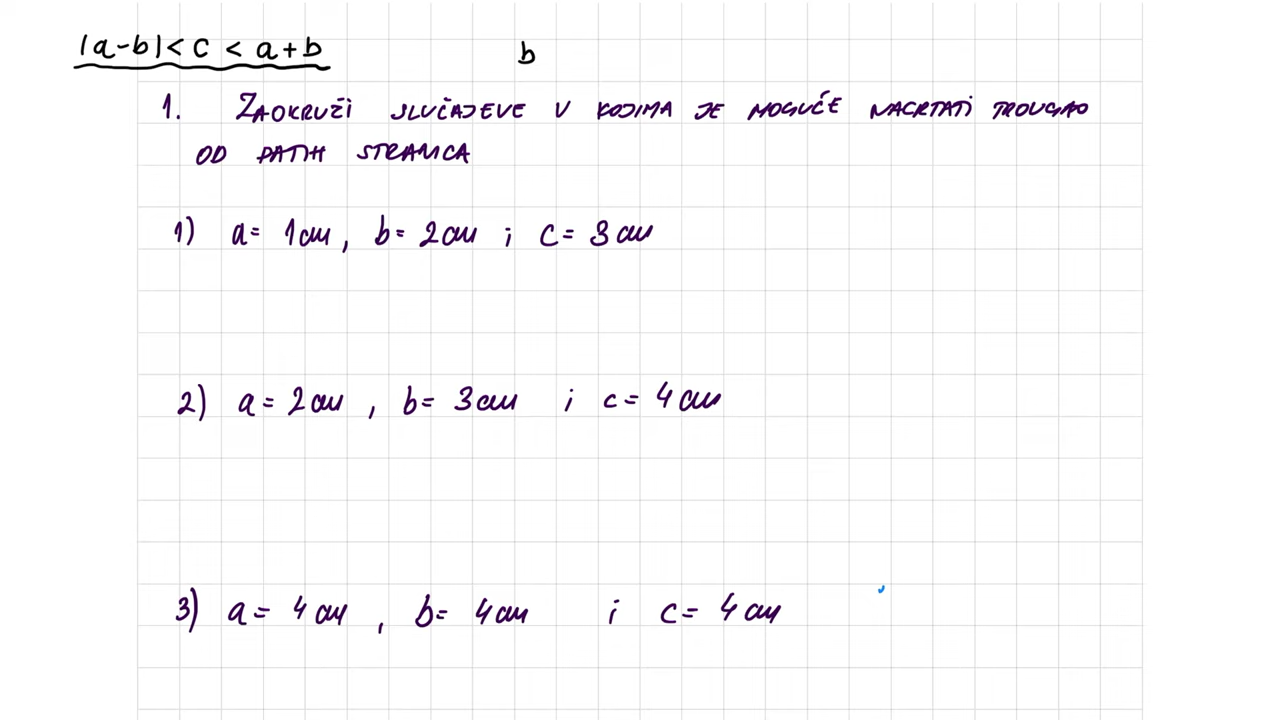 |a-b| < c < a+b
b
1. ZAOKRUŽI SLUČAJEVE U KOJIMA JE MOGUĆE NACRTATI TROUGAO
OD DATIH STRANICA
1) a= 1cm, b= 2cm i c= 3cm
2) a= 2cm, b= 3cm i c= 4cm
3) a= 4cm, b= 4cm i c= 4cm